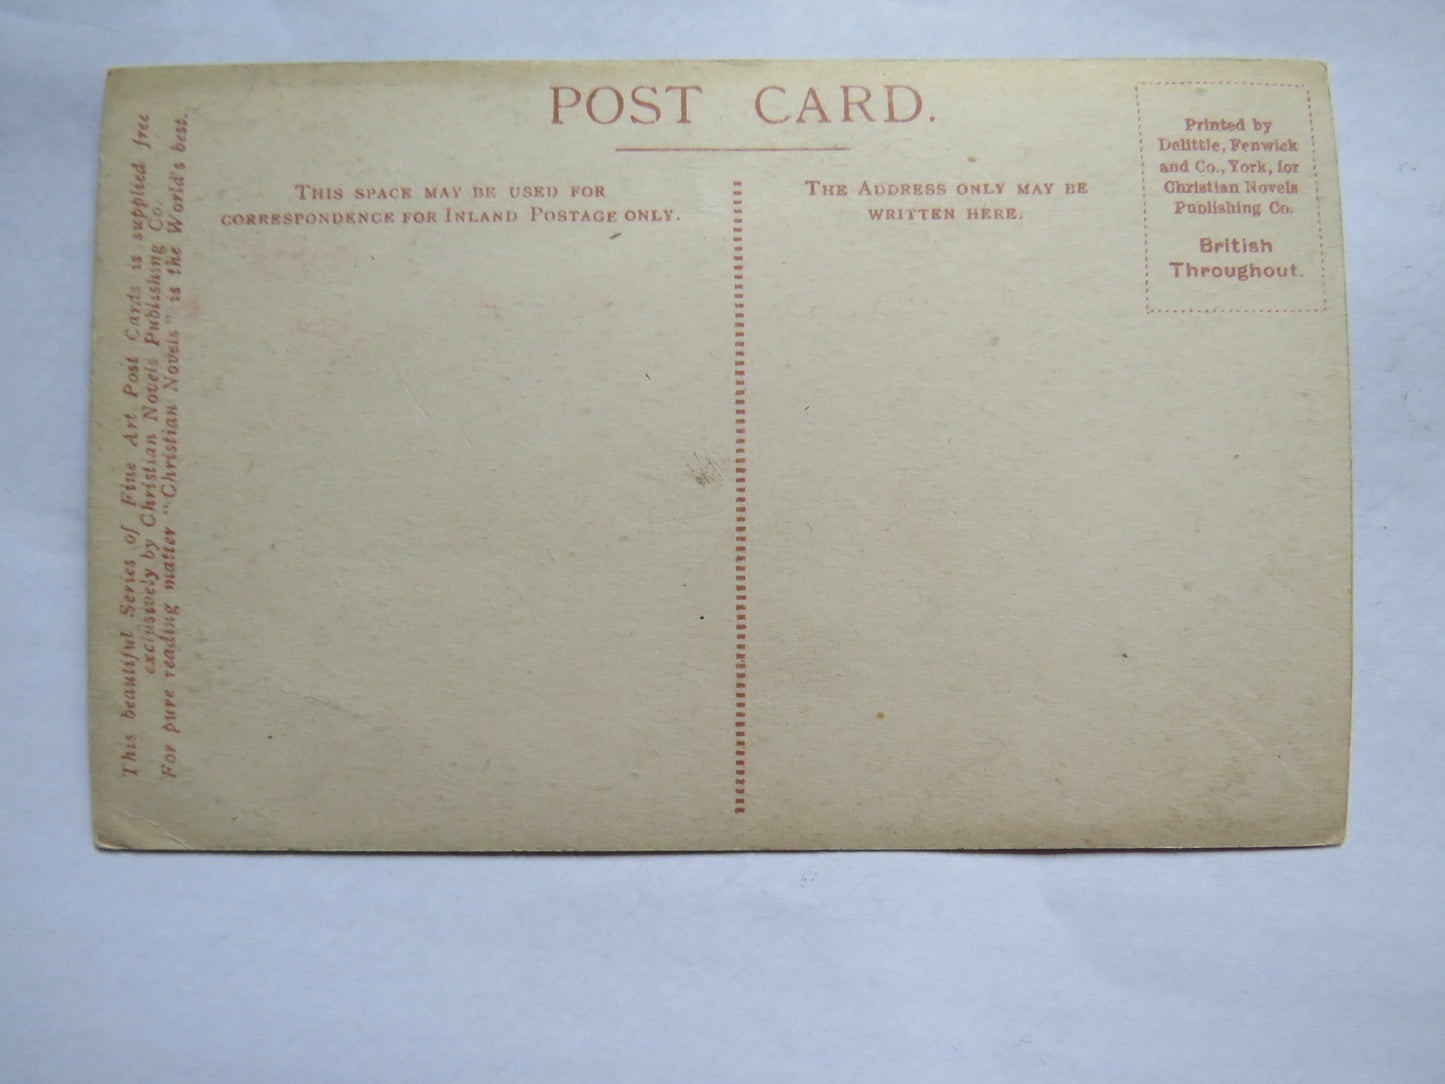 POST CARD.
This beautiful Series of Fine Art Post Cards is supplied free
exclusively by Christian Novels Publishing Co.
For pure reading matter "Christian Novels" is the World's best.
THIS SPACE MAY BE USED FOR
CORRESPONDENCE FOR INLAND POSTAGE ONLY.
THE ADDRESS ONLY MAY BE
WRITTEN HERE.
Printed by
Delittle, Fenwick
and Co., York, for
Christian Novels
Publishing Co.
British
Throughout.